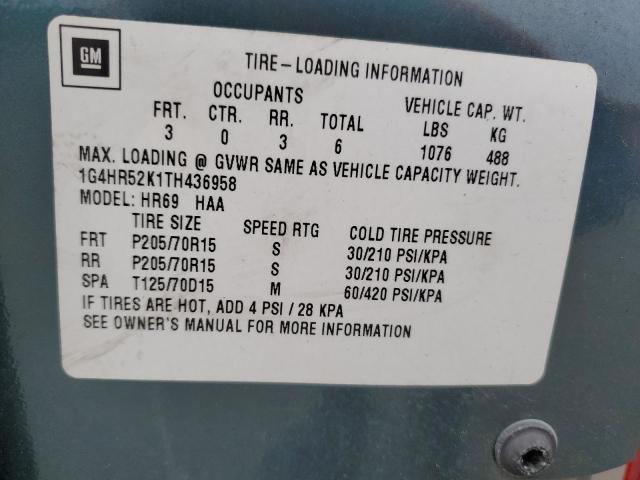 GM
TIRE-LOADING INFORMATION
OCCUPANTS VEHICLE CAP. WT.
FRT. CTR. RR. TOTAL LBS KG
3 0 3 6 1076 488
MAX. LOADING @ GVWR SAME AS VEHICLE CAPACITY WEIGHT.
1G4HR52K1TH436958
MODEL: HR69 HAA
TIRE SIZE SPEED RTG COLD TIRE PRESSURE
FRT P205/70R15 S 30/210 PSI/KPA
RR P205/70R15 S 30/210 PSI/KPA
SPA T125/70D15 M 60/420 PSI/KPA
IF TIRES ARE HOT, ADD 4 PSI / 28 KPA
SEE OWNER'S MANUAL FOR MORE INFORMATION